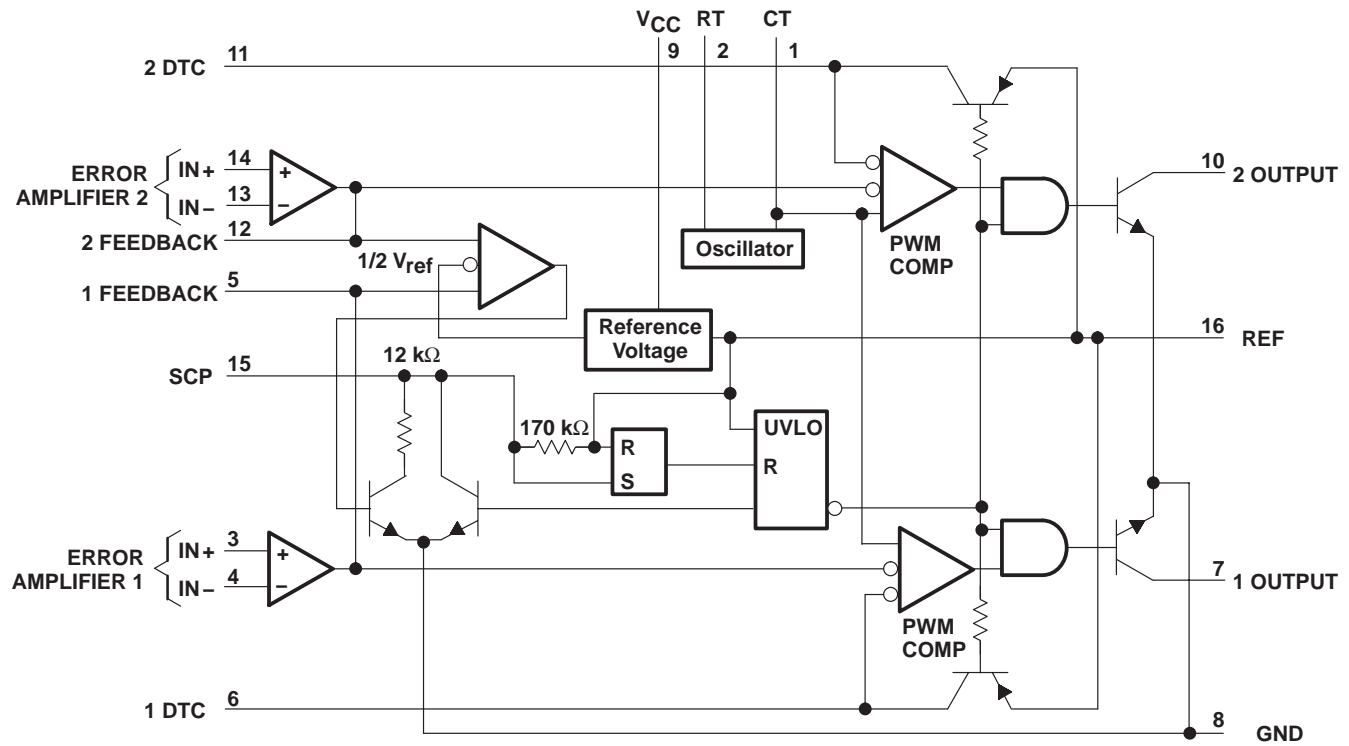 VCC RT CT
9 2 1
2 DTC 11
ERROR AMPLIFIER 2
IN+ 14
IN− 13
+
−
2 FEEDBACK 12
1/2 Vref
1 FEEDBACK 5
Oscillator
PWM COMP
10 2 OUTPUT
Reference Voltage
16 REF
SCP 15
12 kΩ
170 kΩ
R
S
UVLO
R
ERROR AMPLIFIER 1
IN+ 3
IN− 4
+
−
PWM COMP
7 1 OUTPUT
1 DTC 6
8 GND